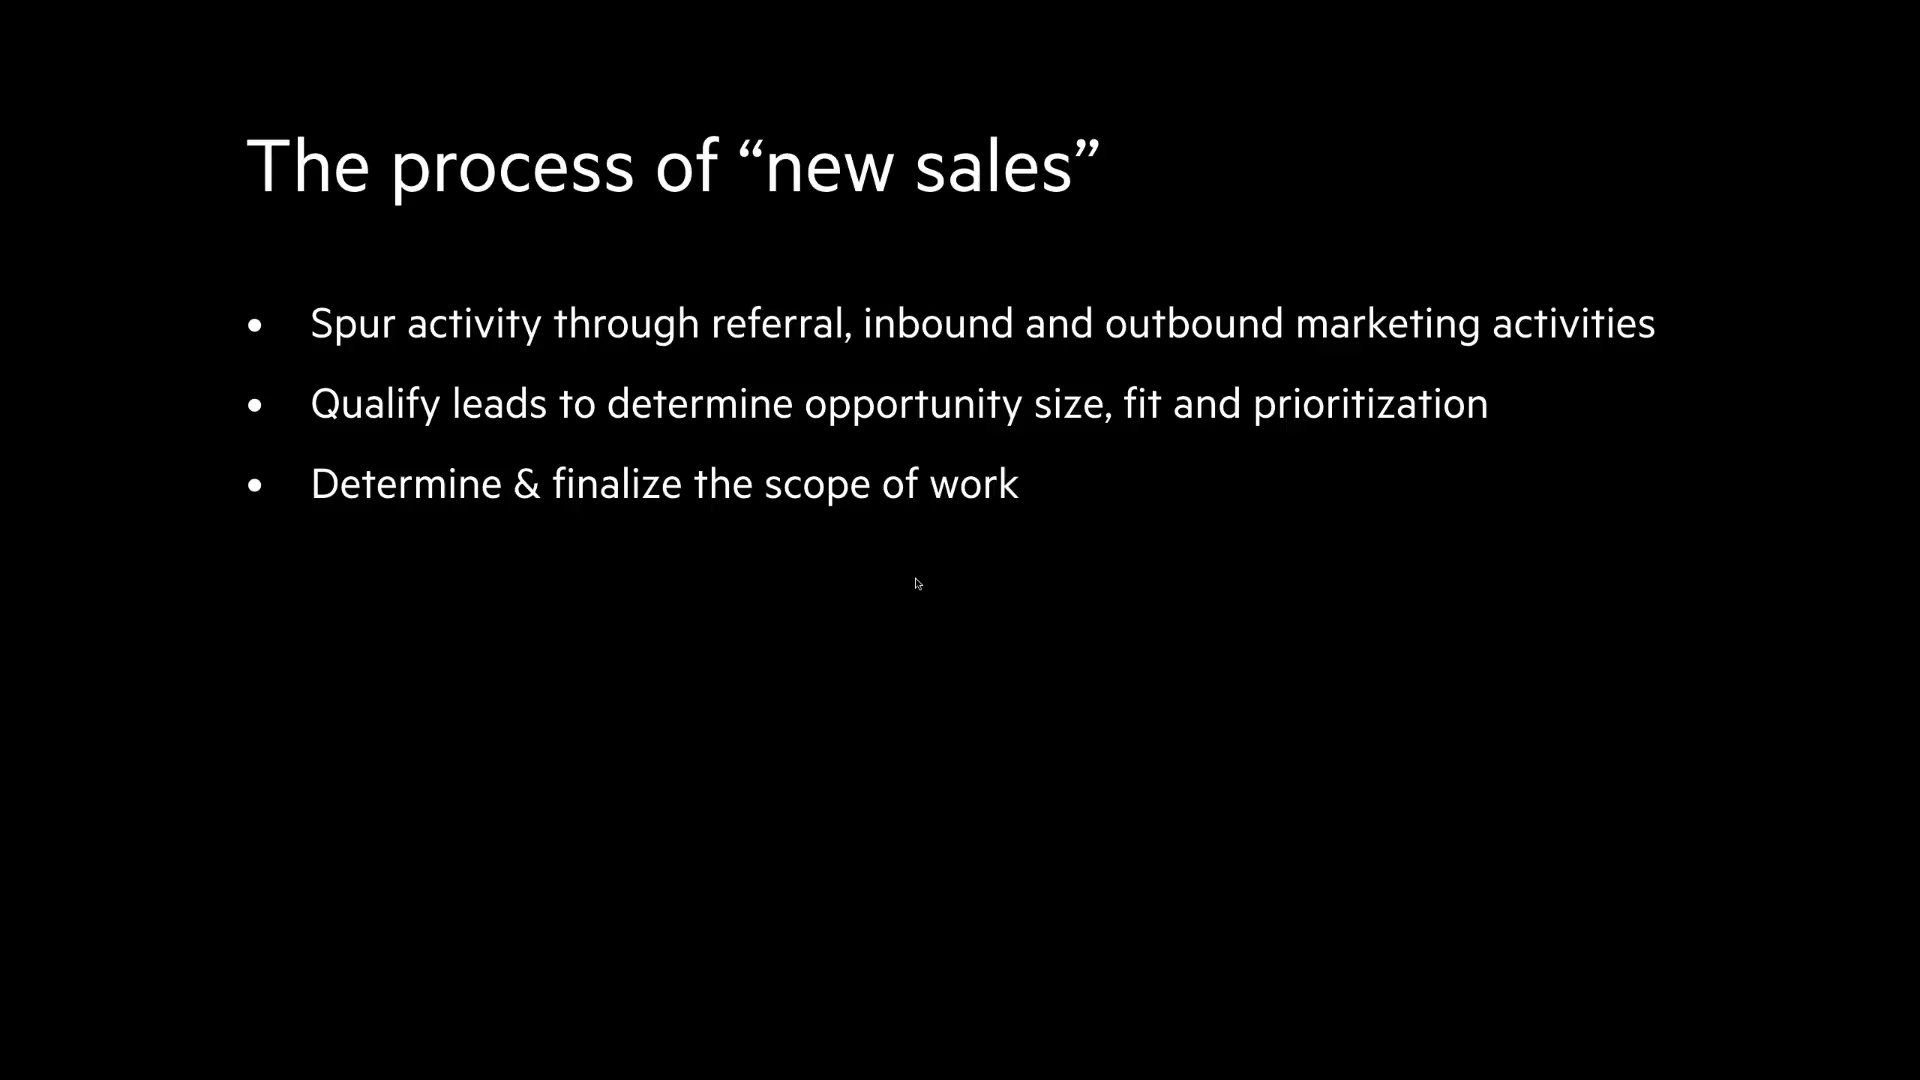 The process of “new sales”
• Spur activity through referral, inbound and outbound marketing activities
• Qualify leads to determine opportunity size, fit and prioritization
• Determine & finalize the scope of work